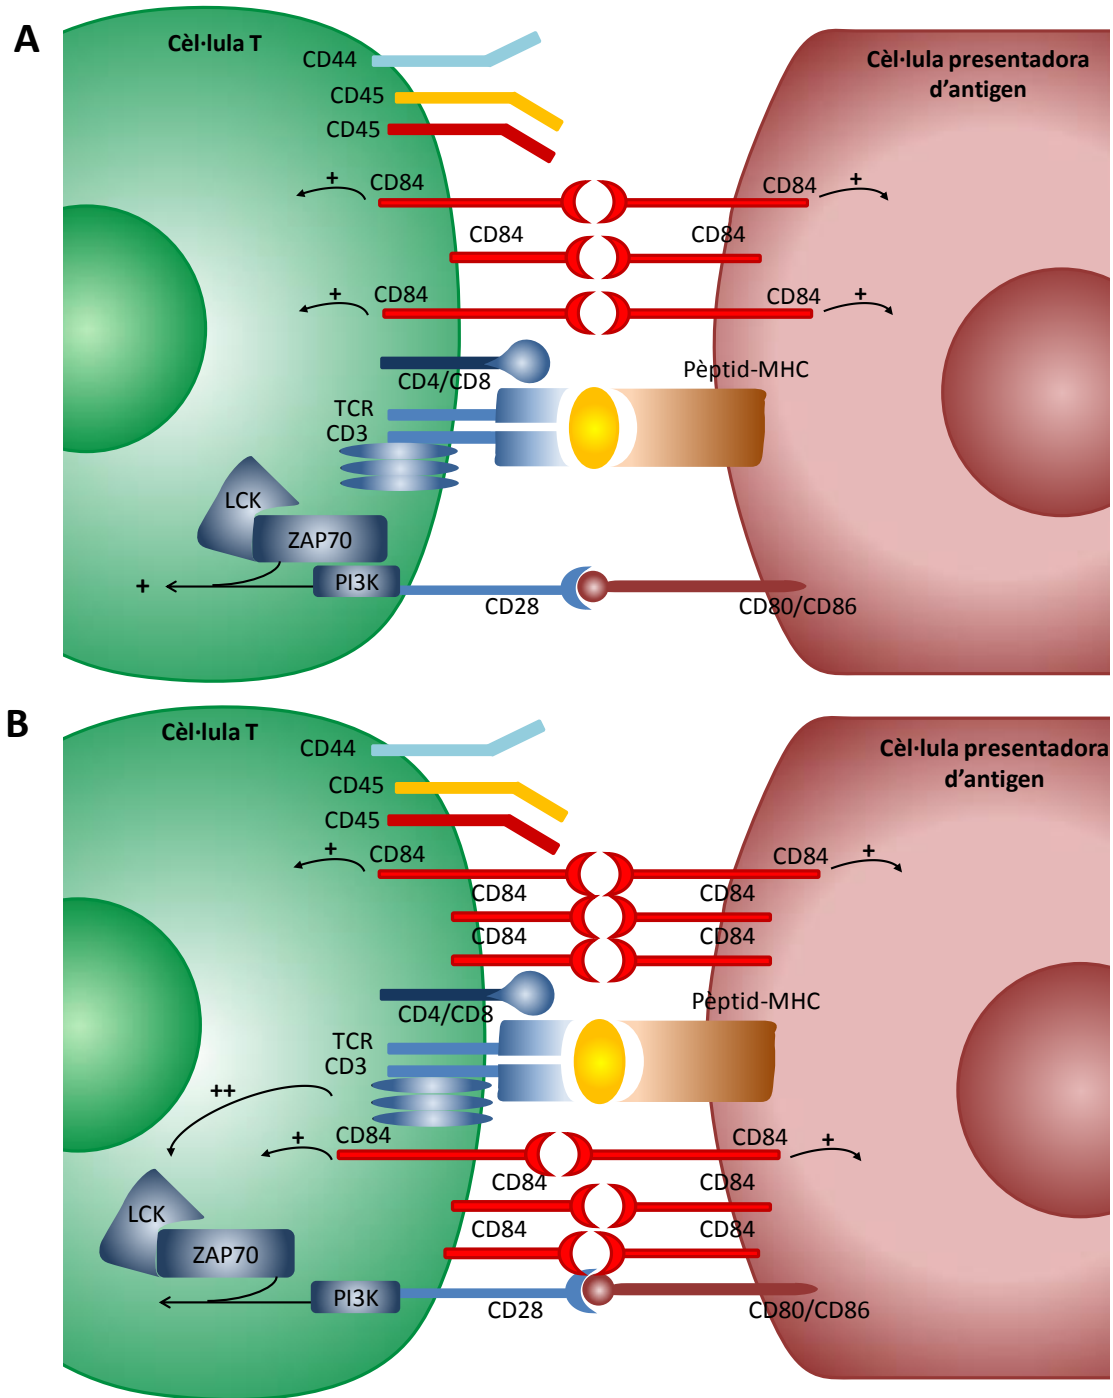 A
Cèl·lula T
CD44
CD45
CD45
Cèl·lula presentadora
d'antigen
+
CD84
CD84
+
CD84
CD84
+
CD84
CD84
+
CD4/CD8
Pèptid-MHC
TCR
CD3
LCK
ZAP70
+
PI3K
CD28
CD80/CD86
B
Cèl·lula T
CD44
CD45
CD45
Cèl·lula presentadora
d'antigen
+
CD84
CD84
+
CD84
CD84
CD84
CD84
CD4/CD8
Pèptid-MHC
TCR
CD3
++
+
CD84
CD84
+
CD84
CD84
LCK
CD84
CD84
ZAP70
PI3K
CD28
CD80/CD86